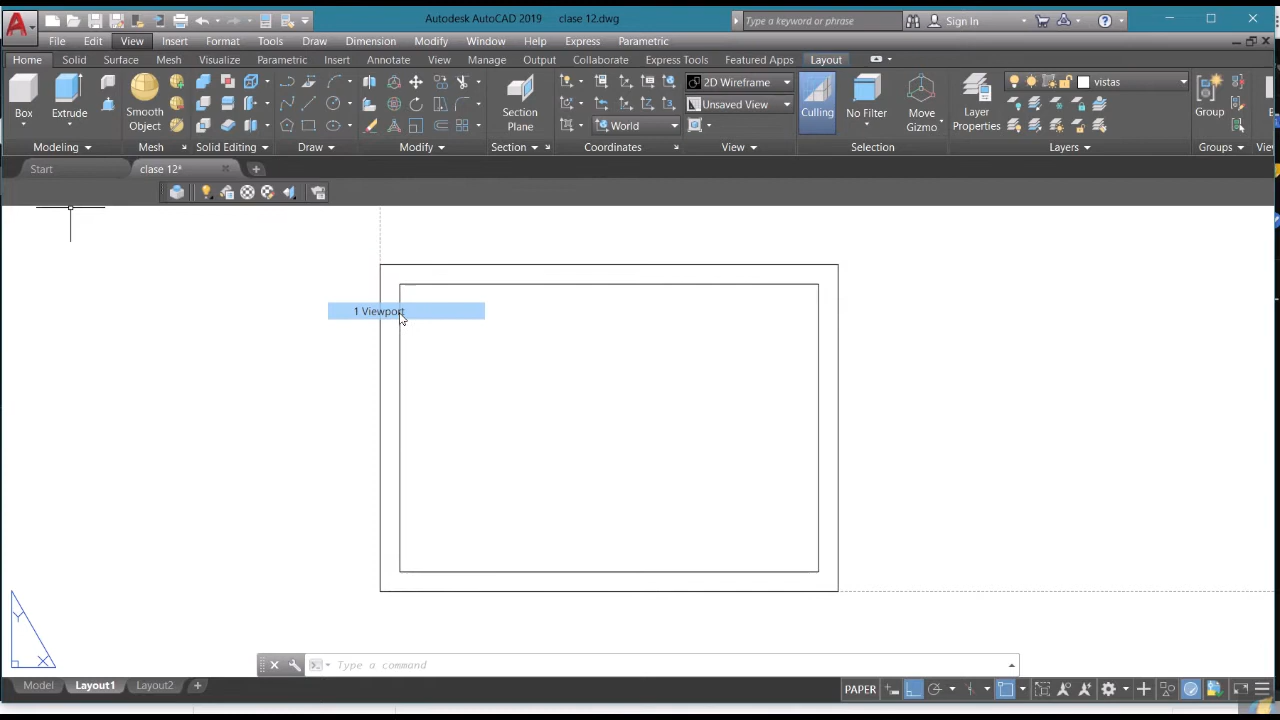 Autodesk AutoCAD 2019 clase 12.dwg
Type a keyword or phrase
Sign In
File Edit View Insert Format Tools Draw Dimension Modify Window Help Express Parametric
Home Solid Surface Mesh Visualize Parametric Insert Annotate View Manage Output Collaborate Express Tools Featured Apps Layout
2D Wireframe
vistas
Unsaved View
World
Box Extrude Smooth Object Section Plane Culling No Filter Move Gizmo Layer Properties Group
Modeling Mesh Solid Editing Draw Modify Section Coordinates View Selection Layers Groups
Start clase 12*
1 Viewport
Y
X
Type a command
Model Layout1 Layout2 +
PAPER